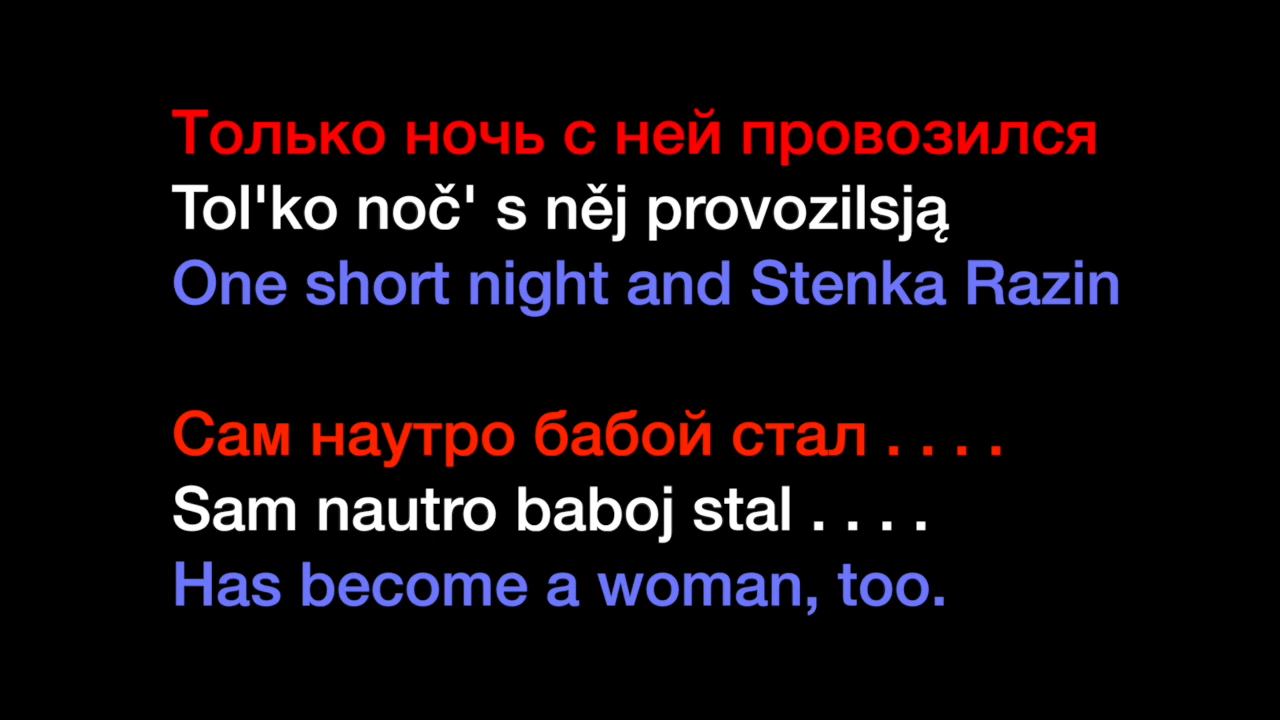 Только ночь с ней провозился
Tol'ko noč' s něj provozilsją
One short night and Stenka Razin
Сам наутро бабой стал . . . .
Sam nautro baboj stal . . . .
Has become a woman, too.